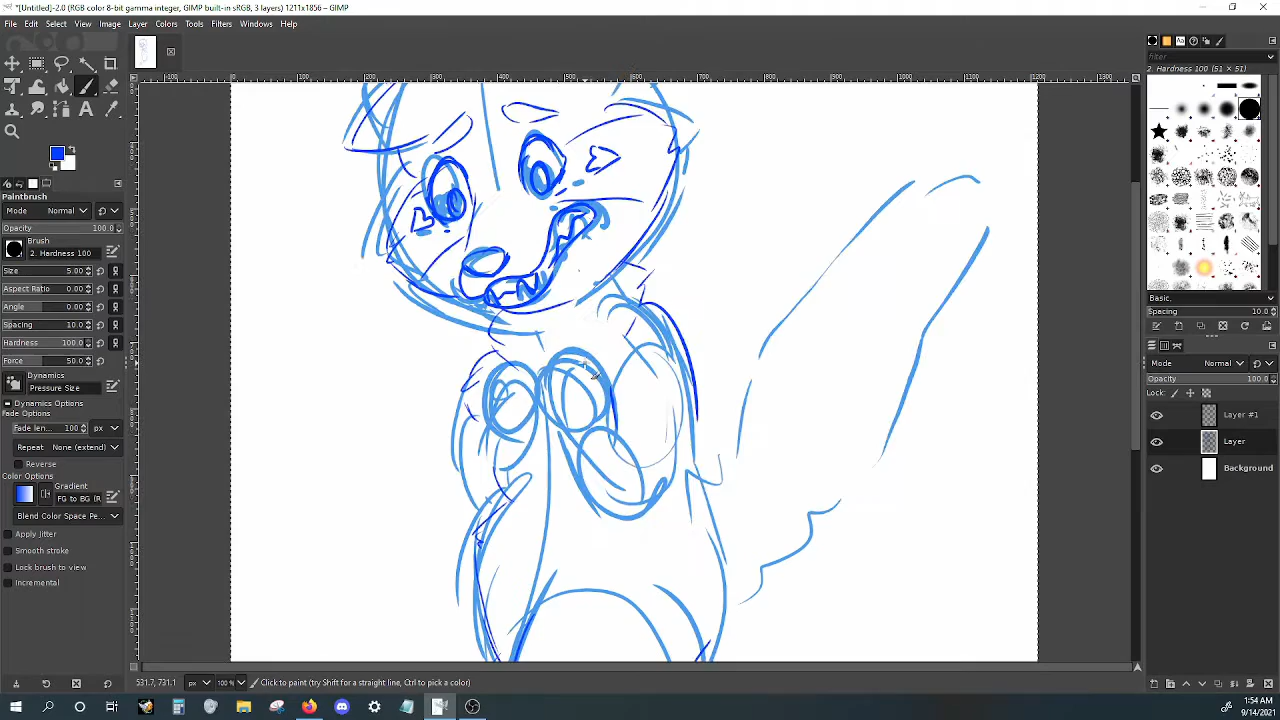 *[Untitled]-2.0 (RGB color 8-bit gamma integer, GIMP built-in sRGB, 3 layers) 1211x1856 – GIMP
File Edit Select View Image Layer Colors Tools Filters Windows Help
filter
2. Hardness 100 (51 × 51)
Paintbrush
Mode Normal
Opacity 100.0
Brush
2. Hardness 100
Size 5.00
Aspect Ratio 0.00
Angle 0.00
Spacing 10.0
Hardness 100.0
Force 50.0
Dynamics
Pressure Size
Dynamics Options
Fade Options
Fade len... 100 px
Repeat None (extend)
Reverse
Color Options
Gradient
FG to BG (R
Blend Color Space Pe...
Apply Jitter
Smooth stroke
Lock brush to view
Incremental
Basic,
Spacing 10.0
Mode Normal
Opacity 100.0
Lock:
Layer #1
Layer
Background
531.7, 731.1 px 100 % Click to paint (try Shift for a straight line, Ctrl to pick a color)
1:54 AM
9/14/2021